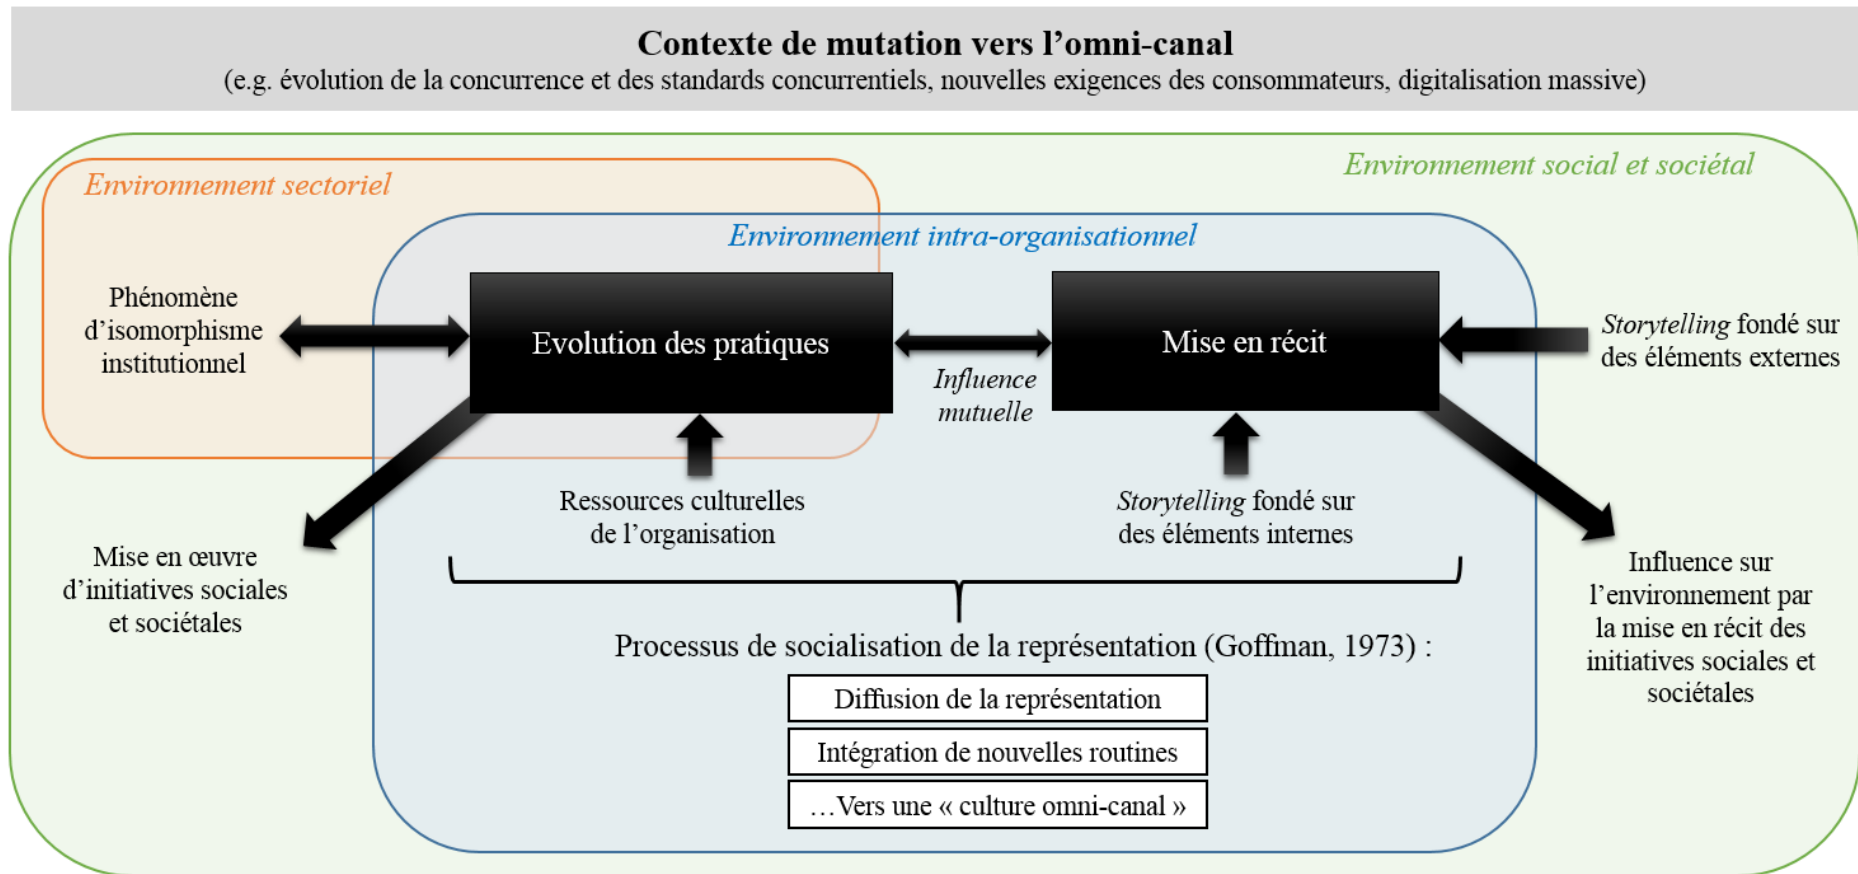 Contexte de mutation vers l’omni-canal
(e.g. évolution de la concurrence et des standards concurrentiels, nouvelles exigences des consommateurs, digitalisation massive)
Environnement social et sociétal
Environnement sectoriel
Environnement intra-organisationnel
Phénomène
d’isomorphisme
institutionnel
Evolution des pratiques
Influence
mutuelle
Mise en récit
Storytelling fondé sur
des éléments externes
Ressources culturelles
de l’organisation
Storytelling fondé sur
des éléments internes
Mise en œuvre
d’initiatives sociales
et sociétales
Influence sur
l’environnement par
la mise en récit des
initiatives sociales et
sociétales
Processus de socialisation de la représentation (Goffman, 1973) :
Diffusion de la représentation
Intégration de nouvelles routines
…Vers une « culture omni-canal »